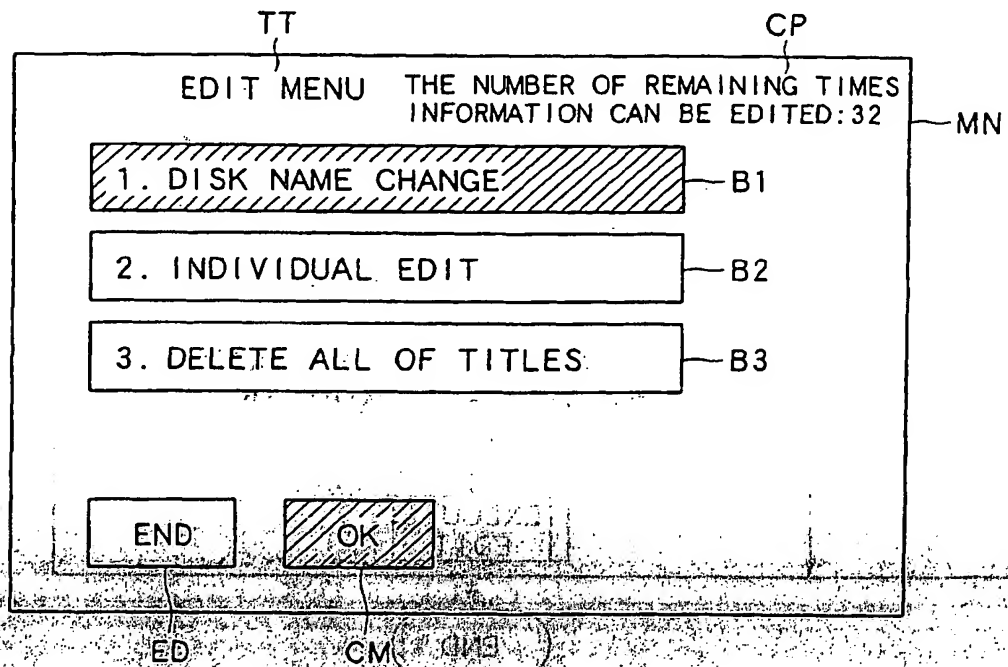 TT
CP
EDIT MENU
THE NUMBER OF REMAINING TIMES
INFORMATION CAN BE EDITED:32
MN
1. DISK NAME CHANGE
B1
2. INDIVIDUAL EDIT
B2
3. DELETE ALL OF TITLES
B3
END
OK
ED
CM